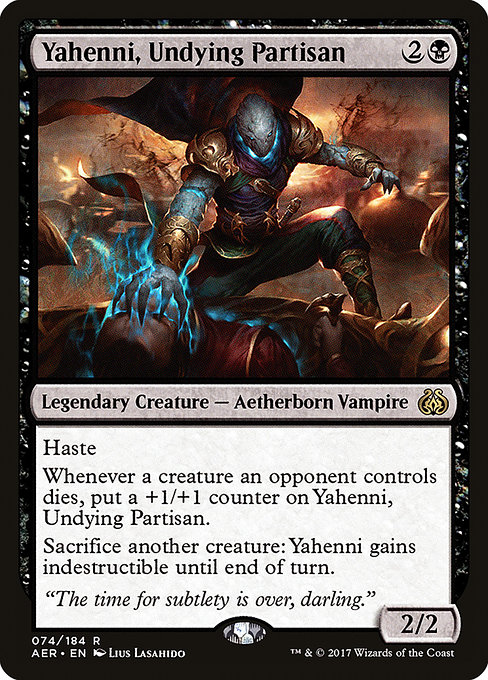 Yahenni, Undying Partisan 2
Legendary Creature — Aetherborn Vampire
Haste
Whenever a creature an opponent controls
dies, put a +1/+1 counter on Yahenni,
Undying Partisan.
Sacrifice another creature: Yahenni gains
indestructible until end of turn.
“The time for subtlety is over, darling.”
2/2
074/184 R
AER • EN Lius Lasahido
™ & © 2017 Wizards of the Coast